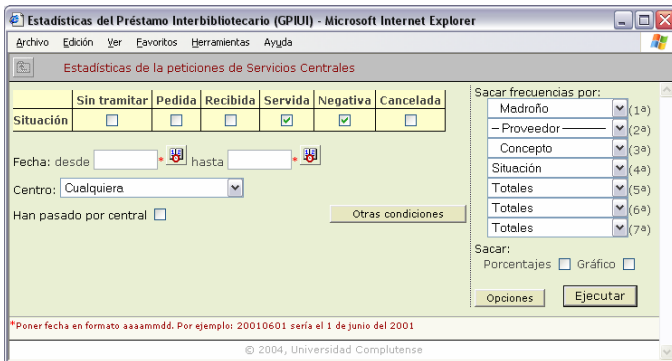 Estadísticas del Préstamo Interbibliotecario (GPIUI) - Microsoft Internet Explorer
Archivo Edición Ver Favoritos Herramientas Ayuda
Estadísticas de la peticiones de Servicios Centrales
Sin tramitar Pedida Recibida Servida Negativa Cancelada
Situación
Fecha: desde * hasta *
Centro: Cualquiera
Han pasado por central
Otras condiciones
Sacar frecuencias por:
Madroño (1ª)
Proveedor (2ª)
Concepto (3ª)
Situación (4ª)
Totales (5ª)
Totales (6ª)
Totales (7ª)
Sacar:
Porcentajes Gráfico
Opciones Ejecutar
*Poner fecha en formato aaaammdd. Por ejemplo: 20010601 sería el 1 de junio del 2001
© 2004, Universidad Complutense